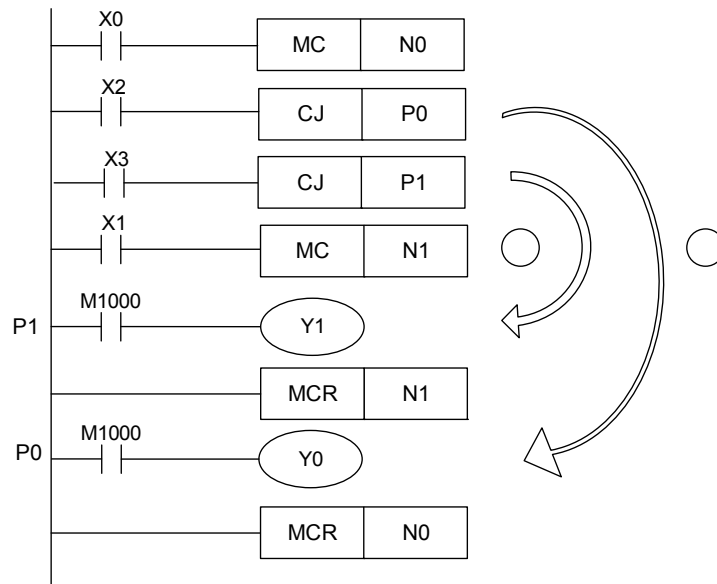 X0
MC N0
X2
CJ P0
X3
CJ P1
X1
MC N1
M1000
P1 Y1
MCR N1
M1000
P0 Y0
MCR N0